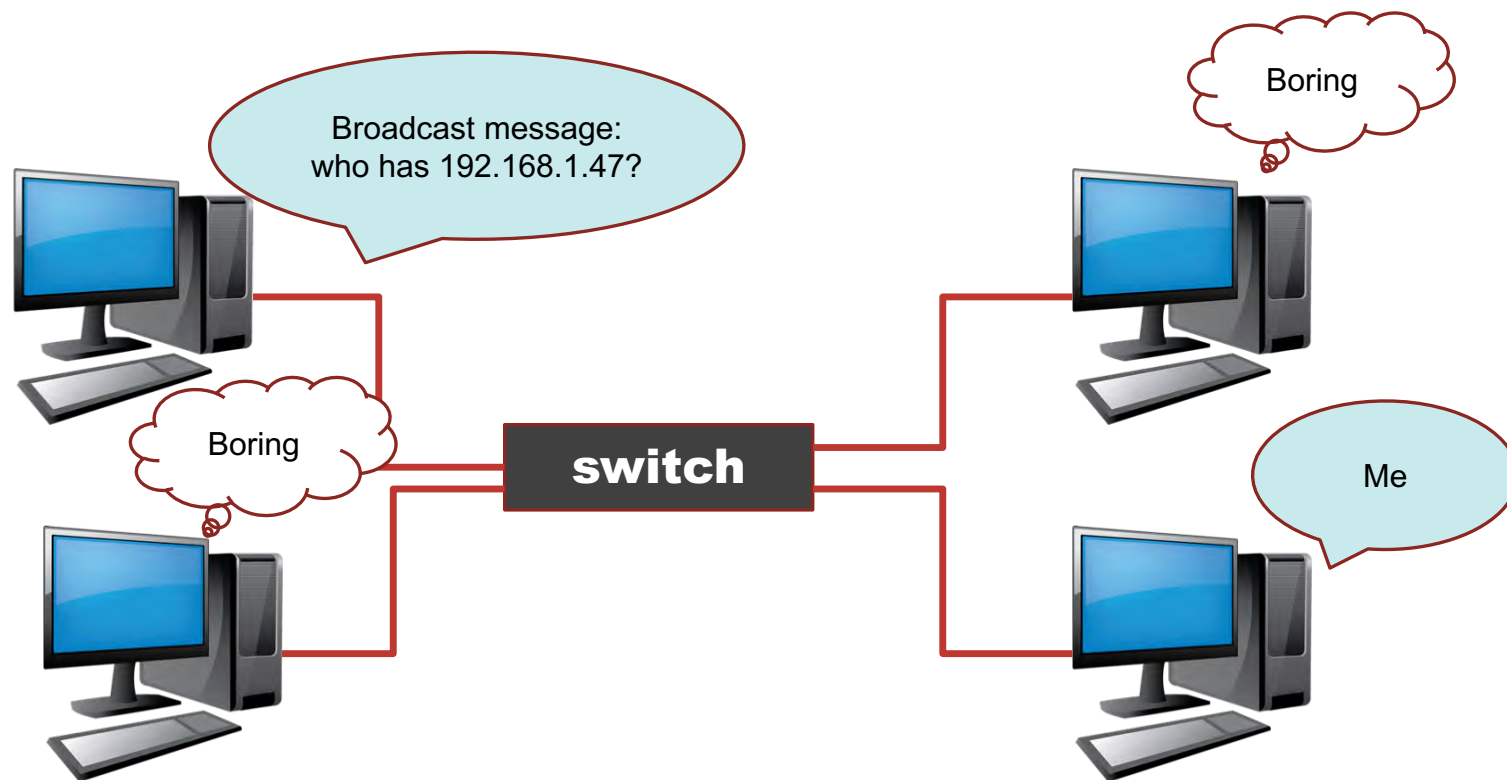 Boring
Broadcast message:
who has 192.168.1.47?
Boring
switch
Me